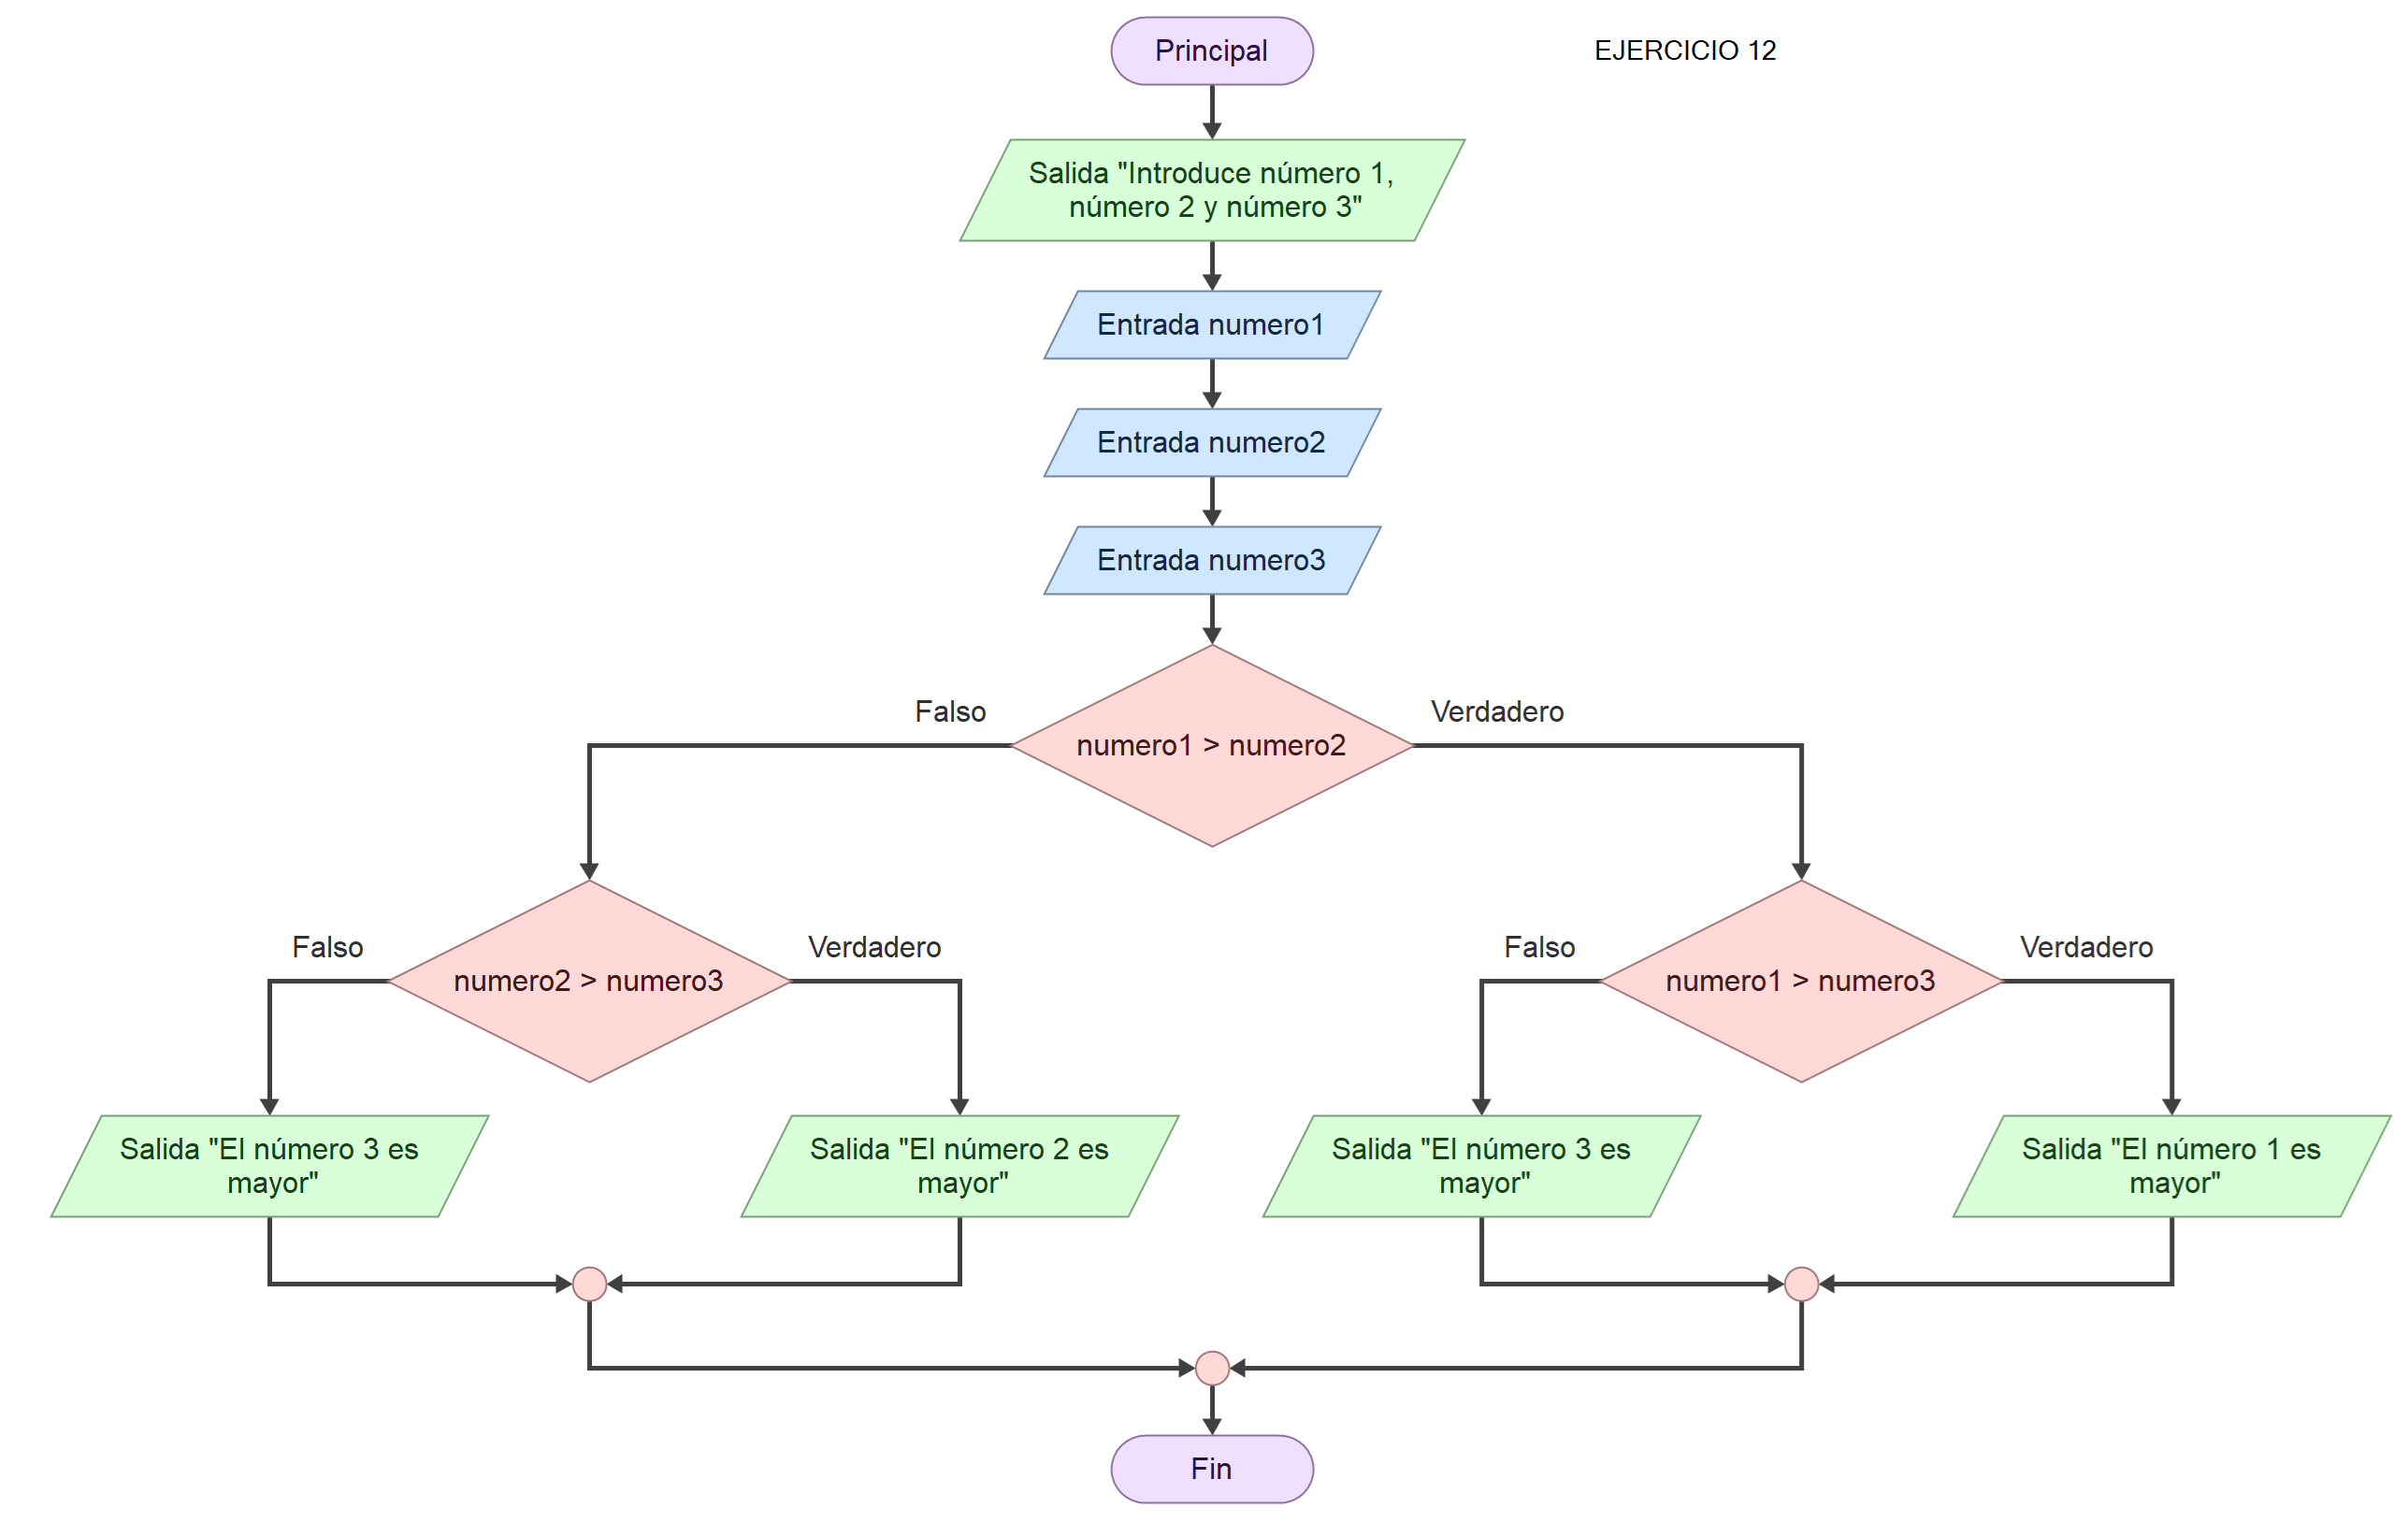 Principal
EJERCICIO 12
Salida "Introduce número 1,
número 2 y número 3"
Entrada numero1
Entrada numero2
Entrada numero3
Falso
Verdadero
numero1 > numero2
Falso
Verdadero
Falso
Verdadero
numero2 > numero3
numero1 > numero3
Salida "El número 3 es
mayor"
Salida "El número 2 es
mayor"
Salida "El número 3 es
mayor"
Salida "El número 1 es
mayor"
Fin